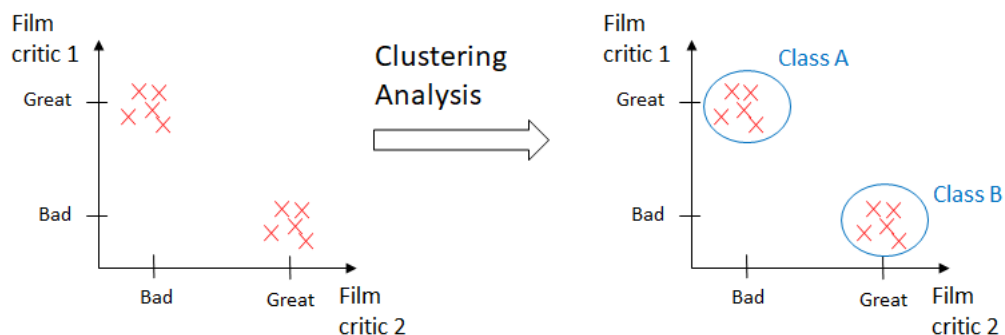 Film
critic 1
Great
Bad
Bad
Great
Film
critic 2
Clustering
Analysis
Film
critic 1
Class A
Great
Class B
Bad
Bad
Great
Film
critic 2